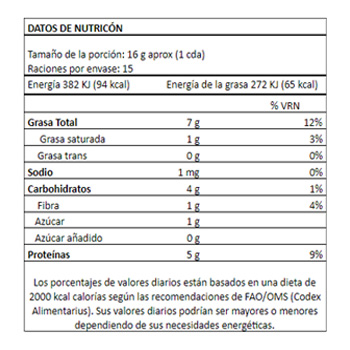 DATOS DE NUTRICÓN
Tamaño de la porción: 16 g aprox (1 cda)
Raciones por envase: 15
Energía 382 KJ (94 kcal) Energía de la grasa 272 KJ (65 kcal)
% VRN
Grasa Total 7 g 12%
Grasa saturada 1 g 3%
Grasa trans 0 g 0%
Sodio 1 mg 0%
Carbohidratos 4 g 1%
Fibra 1 g 4%
Azúcar 1 g
Azúcar añadido 0 g
Proteínas 5 g 9%
Los porcentajes de valores diarios están basados en una dieta de
2000 kcal calorías según las recomendaciones de FAO/OMS (Codex
Alimentarius). Sus valores diarios podrían ser mayores o menores
dependiendo de sus necesidades energéticas.